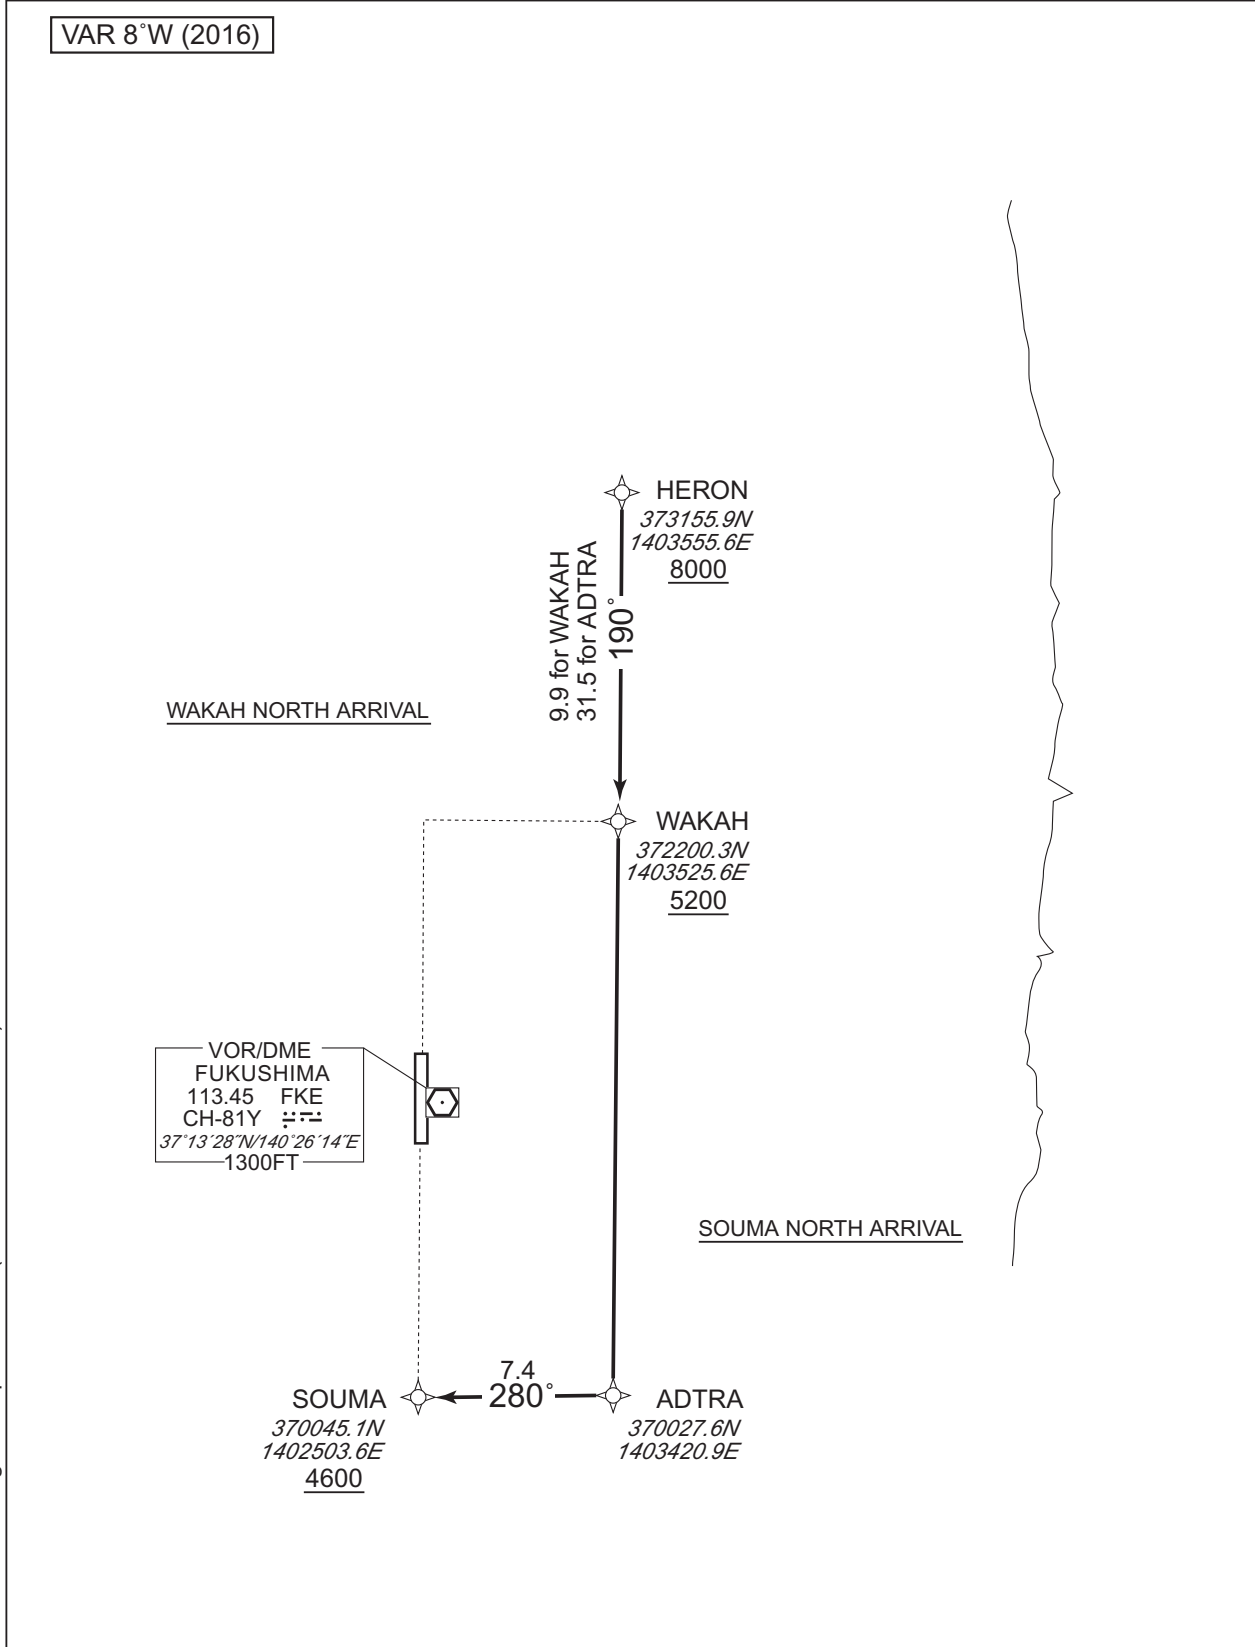 VAR 8˚W (2016)
HERON
373155.9N
1403555.6E
8000
9.9 for WAKAH
31.5 for ADTRA
190˚
WAKAH NORTH ARRIVAL
WAKAH
372200.3N
1403525.6E
5200
VOR/DME
FUKUSHIMA
113.45 FKE
CH-81Y
37˚13´28˝N/140˚26´14˝E
1300FT
SOUMA NORTH ARRIVAL
7.4
280˚
SOUMA
370045.1N
1402503.6E
4600
ADTRA
370027.6N
1403420.9E